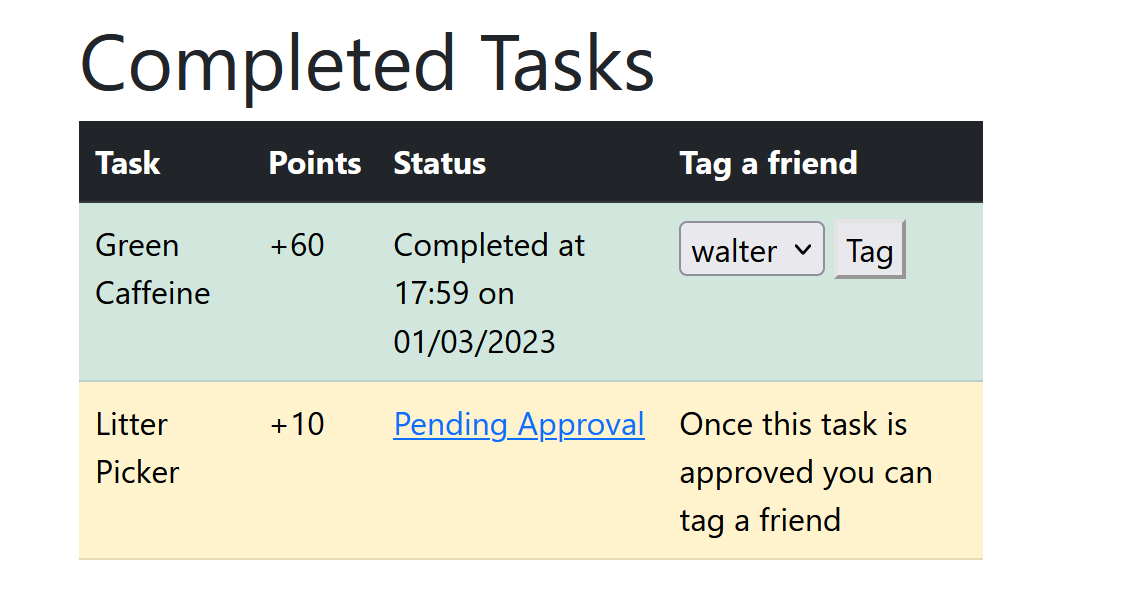 Completed Tasks
Task Points Status Tag a friend
Green +60 Completed at walter Tag
Caffeine 17:59 on
01/03/2023
Litter +10 Pending Approval Once this task is
Picker approved you can
tag a friend